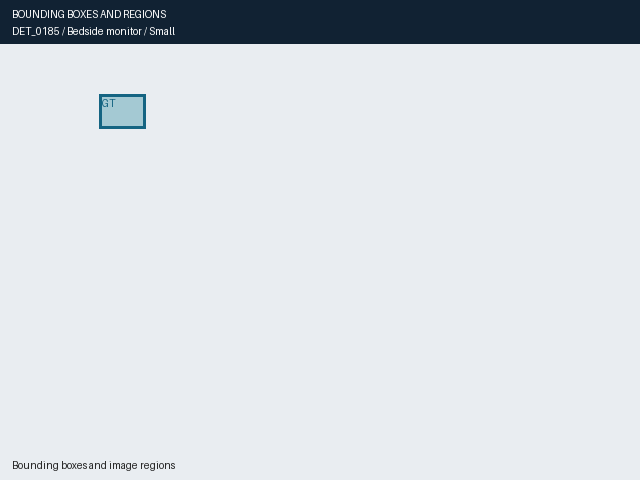 BOUNDING BOXES AND REGIONS
DET_0185 / Bedside monitor / Small
GT
Bounding boxes and image regions